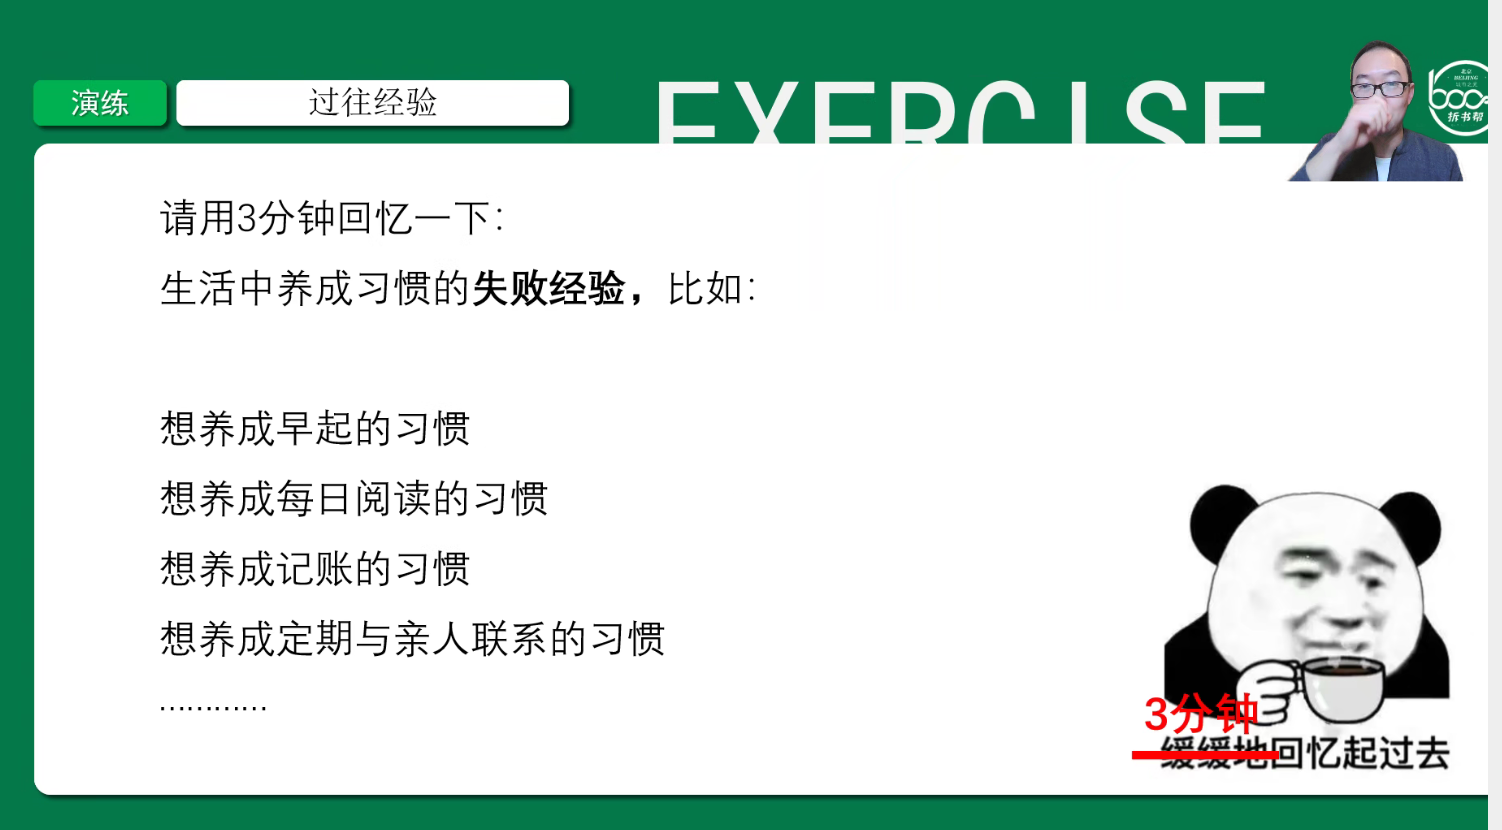 EXERCISE
北京
BEIJING
boo
拆书帮
演练
过往经验
请用3分钟回忆一下：
生活中养成习惯的失败经验，比如：
想养成早起的习惯
想养成每日阅读的习惯
想养成记账的习惯
想养成定期与亲人联系的习惯
............
3分钟
缓缓地回忆起过去